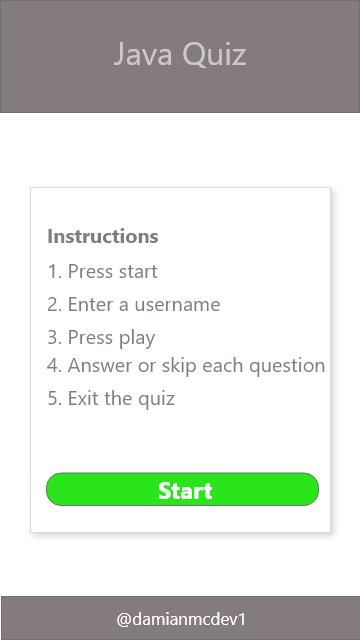 Java Quiz
Instructions
1. Press start
2. Enter a username
3. Press play
4. Answer or skip each question
5. Exit the quiz
Start
@damianmcdev1